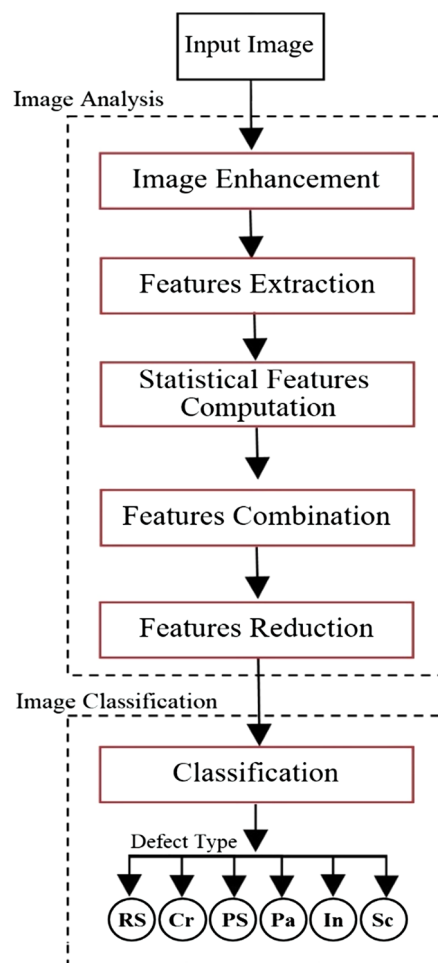 Input Image
Image Analysis
Image Enhancement
Features Extraction
Statistical Features
Computation
Features Combination
Features Reduction
Image Classification
Classification
Defect Type
RS Cr PS Pa In Sc